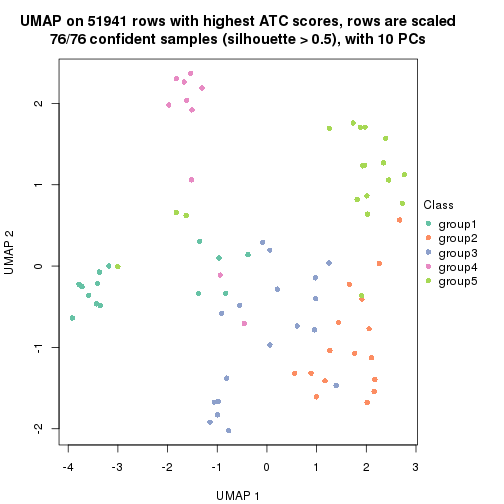 UMAP on 51941 rows with highest ATC scores, rows are scaled
76/76 confident samples (silhouette > 0.5), with 10 PCs
2
1
0
-1
-2
UMAP 2
-4 -3 -2 -1 0 1 2 3
UMAP 1
Class
group1
group2
group3
group4
group5